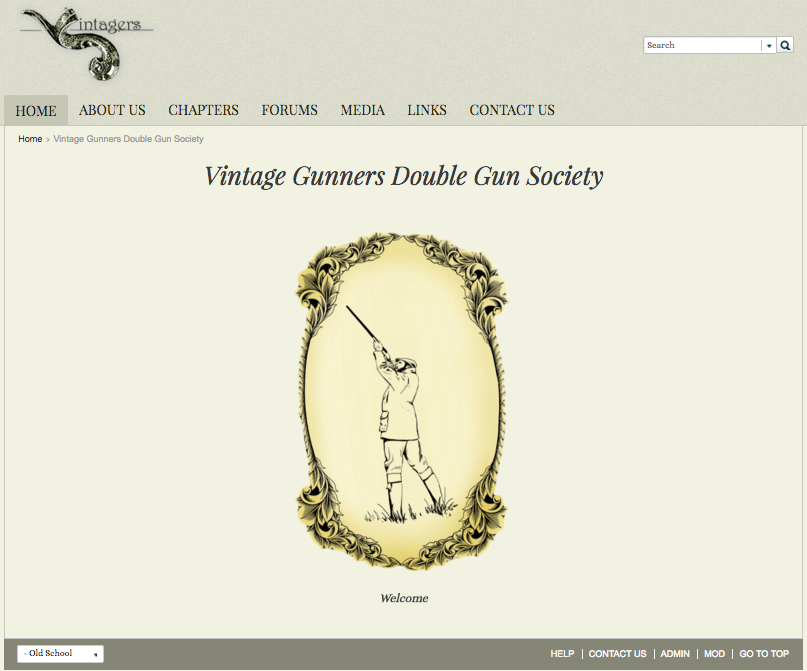 Vintagers
Search
HOME ABOUT US CHAPTERS FORUMS MEDIA LINKS CONTACT US
Home › Vintage Gunners Double Gun Society
Vintage Gunners Double Gun Society
Welcome
- Old School
HELP | CONTACT US | ADMIN | MOD | GO TO TOP